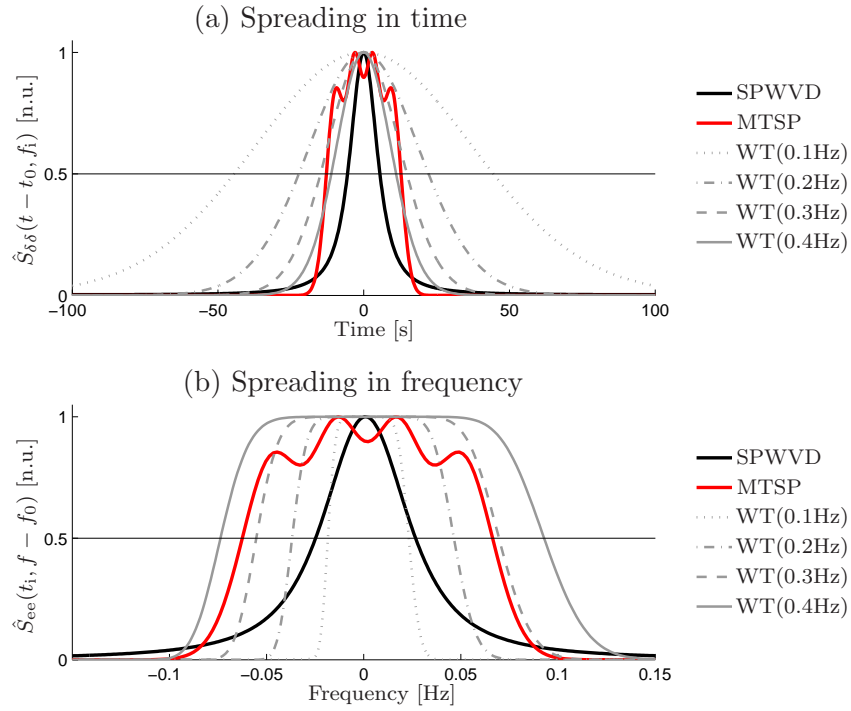 (a) Spreading in time
Ŝδδ(t − t0, fi) [n.u.]
1
0.5
0
−100
−50
0
50
100
Time [s]
SPWVD
MTSP
WT(0.1Hz)
WT(0.2Hz)
WT(0.3Hz)
WT(0.4Hz)
(b) Spreading in frequency
Ŝee(ti, f − f0) [n.u.]
1
0.5
0
−0.1
−0.05
0
0.05
0.1
0.15
Frequency [Hz]
SPWVD
MTSP
WT(0.1Hz)
WT(0.2Hz)
WT(0.3Hz)
WT(0.4Hz)